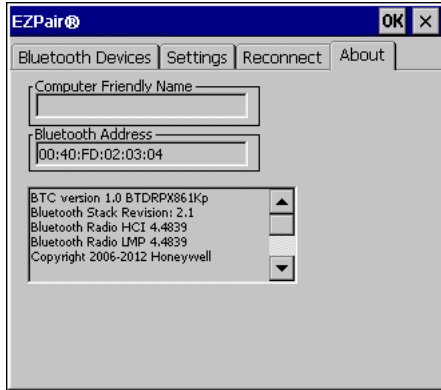 EZPair® OK ×
Bluetooth Devices Settings Reconnect About
Computer Friendly Name
Bluetooth Address
00:40:FD:02:03:04
BTC version 1.0 BTDRPX861Kp
Bluetooth Stack Revision: 2.1
Bluetooth Radio HCI 4.4839
Bluetooth Radio LMP 4.4839
Copyright 2006-2012 Honeywell